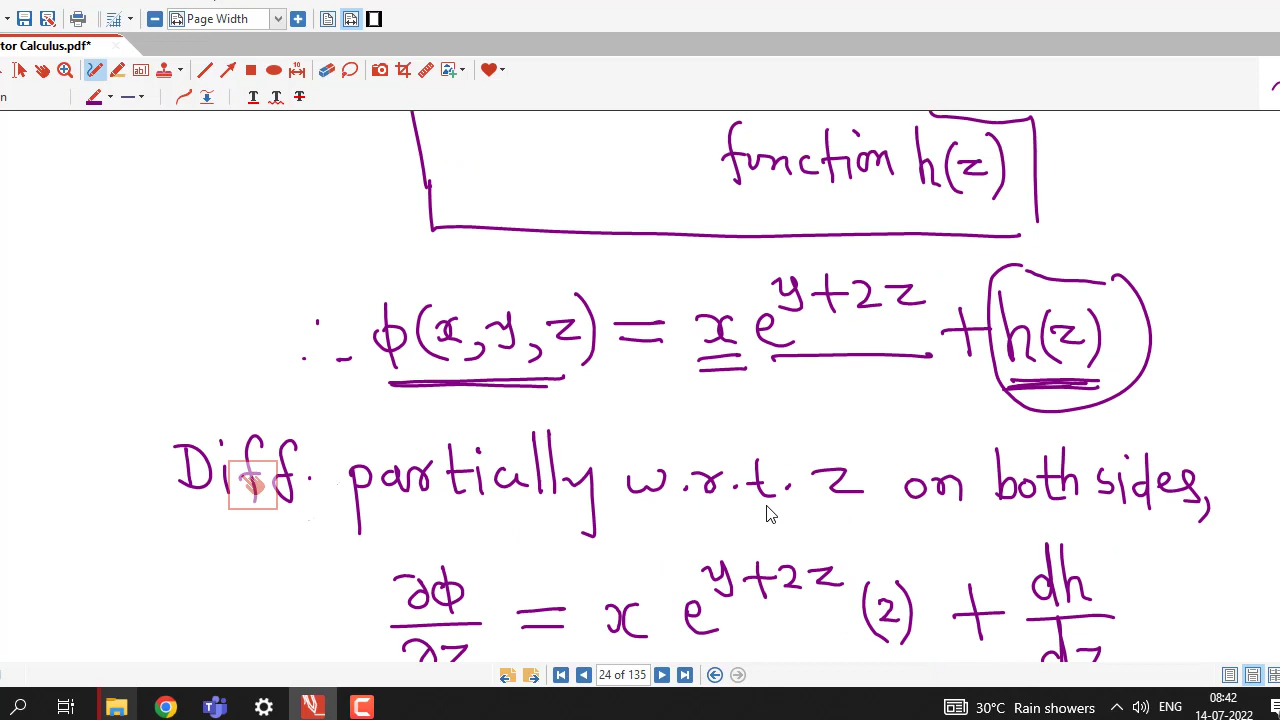 Page Width
tor Calculus.pdf*
function h(z)
∴ ϕ(x,y,z) = x e^{y+2z} + h(z)
Diff. partially w.r.t. z on both sides,
∂ϕ/∂z = x e^{y+2z} (2) + dh/dz
24 of 135
30°C Rain showers ENG 08:42
14-07-2022